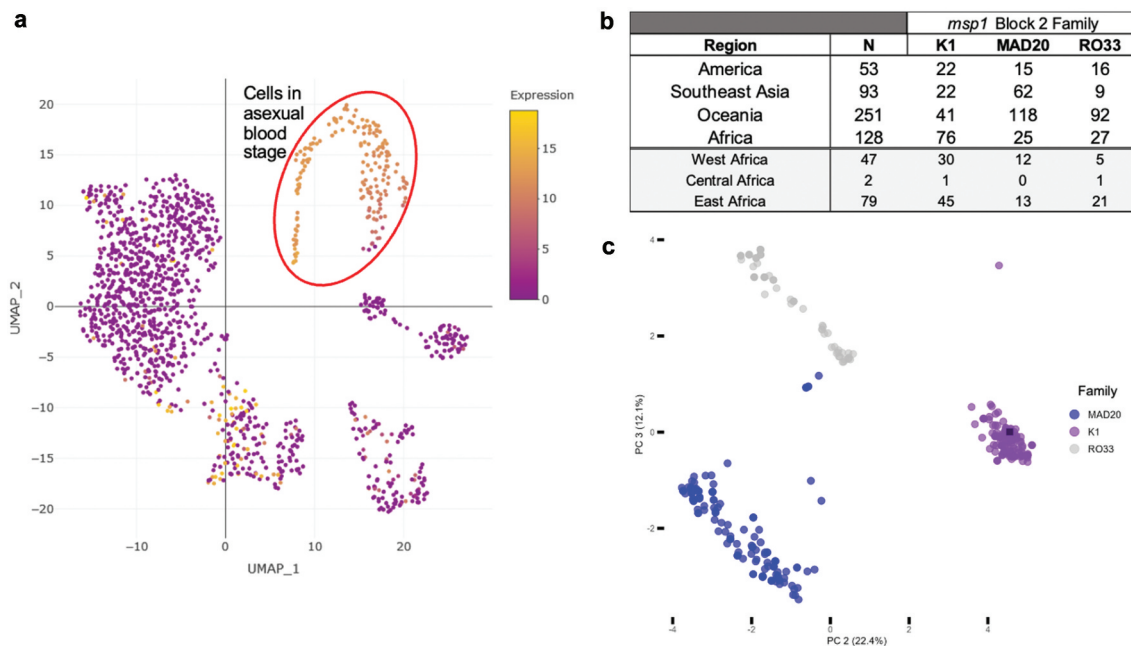 a
Cells in
asexual
blood
stage
Expression
15
10
5
0
20
15
10
5
0
−5
−10
−15
−20
UMAP_2
−10
0
10
20
UMAP_1
b
msp1 Block 2 Family
Region N K1 MAD20 RO33
America 53 22 15 16
Southeast Asia 93 22 62 9
Oceania 251 41 118 92
Africa 128 76 25 27
West Africa 47 30 12 5
Central Africa 2 1 0 1
East Africa 79 45 13 21
c
4
2
0
-2
PC 3 (12.1%)
-4
-2
0
2
4
PC 2 (22.4%)
Family
MAD20
K1
RO33